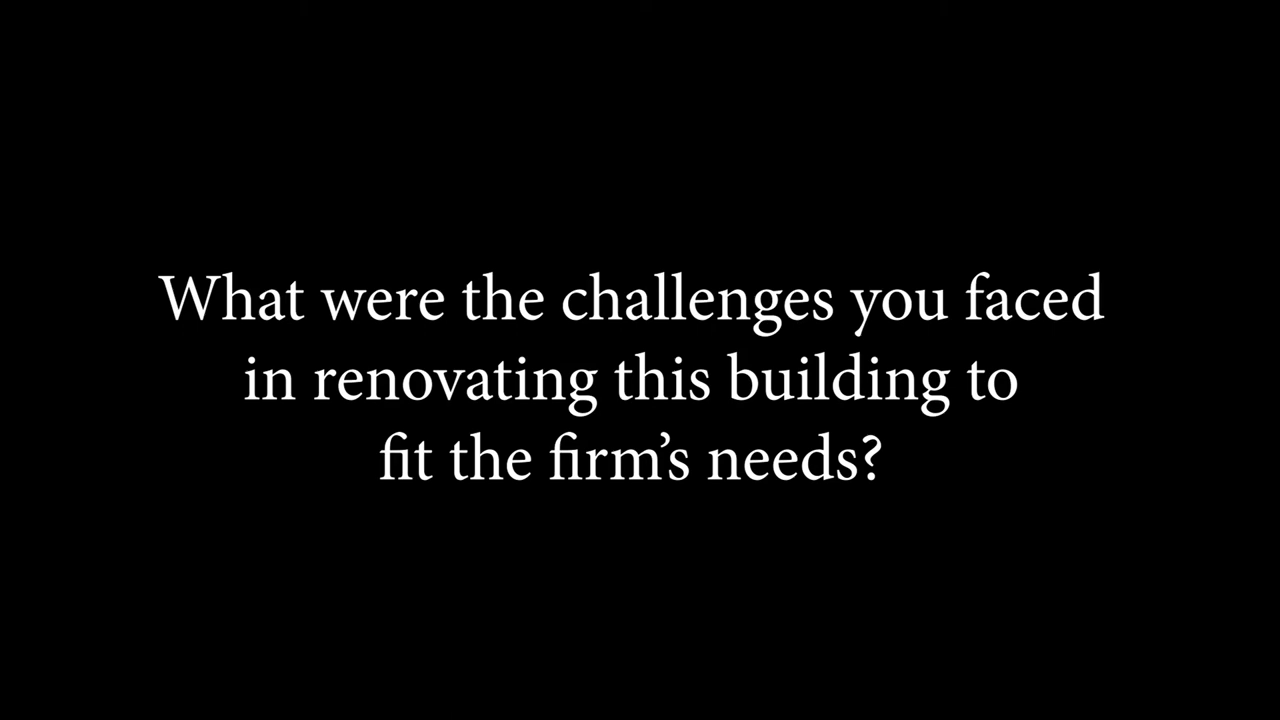 What were the challenges you faced
in renovating this building to
fit the firm’s needs?